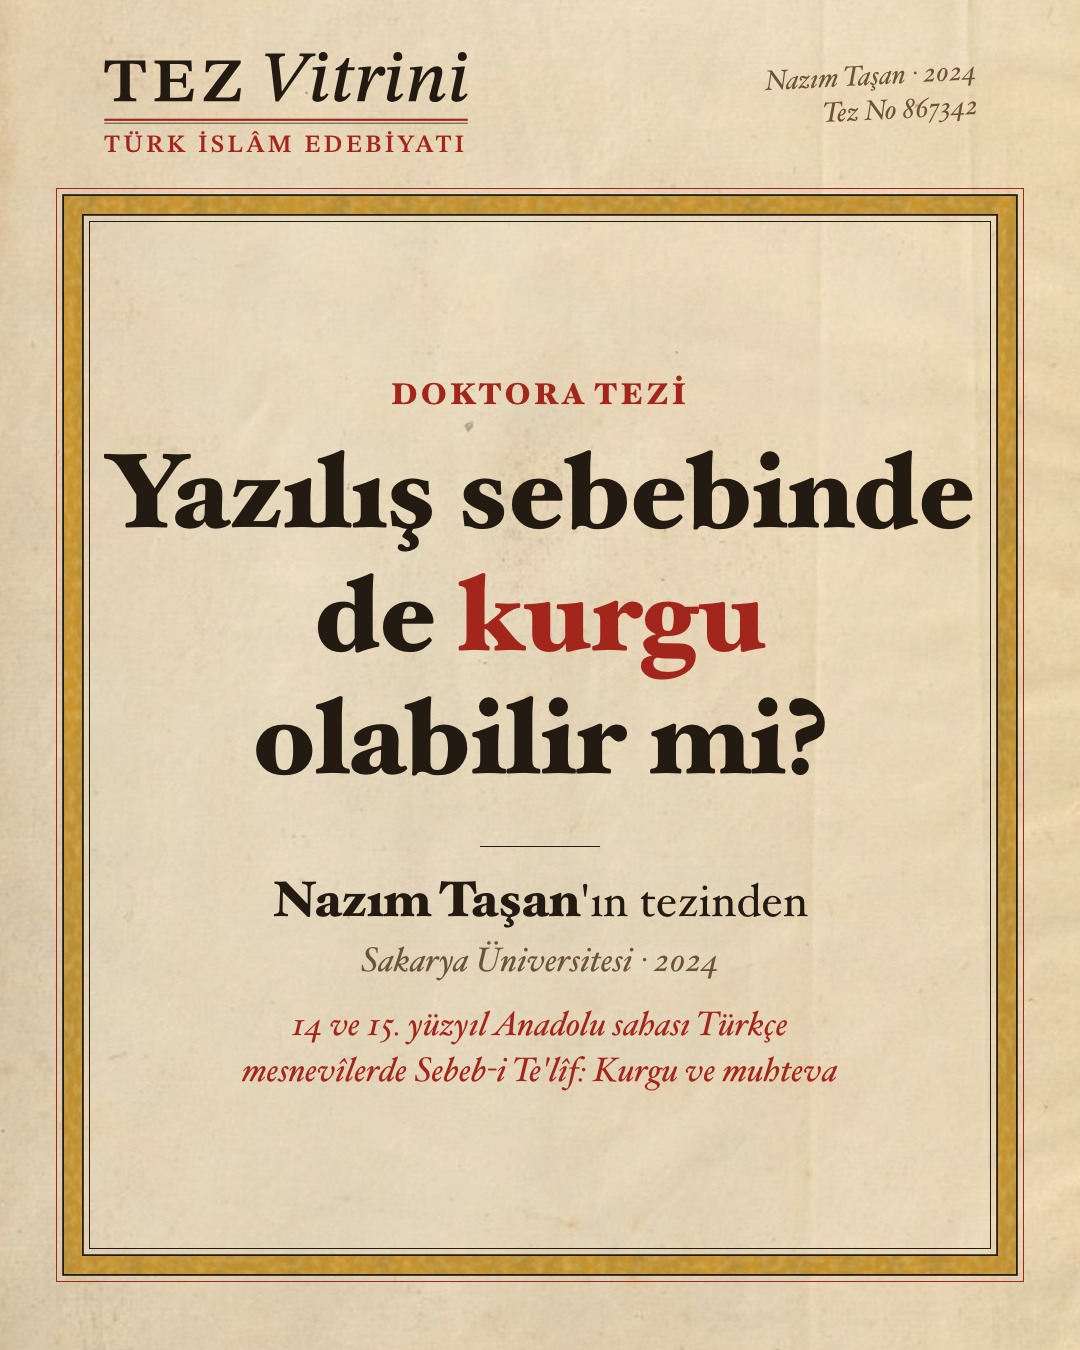 TEZ Vitrini
TÜRK İSLÂM EDEBİYATI
Nazım Taşan · 2024
Tez No 867342
DOKTORA TEZİ
Yazılış sebebinde
de kurgu
olabilir mi?
Nazım Taşan'ın tezinden
Sakarya Üniversitesi · 2024
14 ve 15. yüzyıl Anadolu sahası Türkçe
mesnevîlerde Sebeb-i Te'lîf: Kurgu ve muhteva